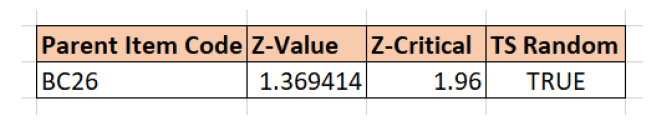 Parent Item Code Z-Value Z-Critical TS Random
BC26 1.369414 1.96 TRUE